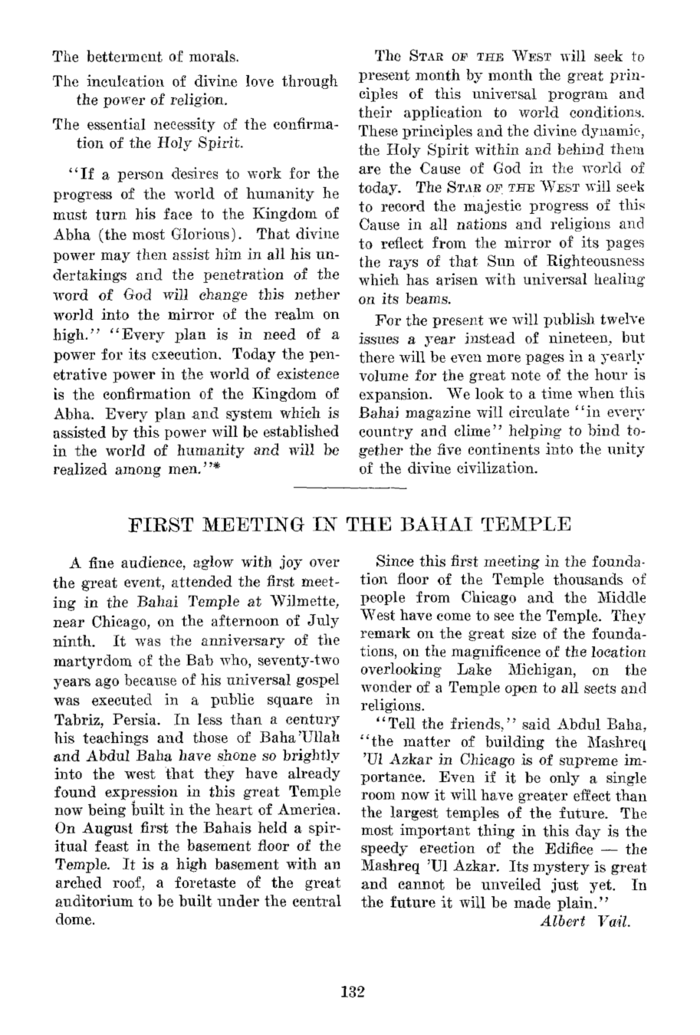 The betterment of morals.
The inculcation of divine love through
the power of religion.
The essential necessity of the confirma-
tion of the Holy Spirit.
"If a person desires to work for the
progress of the world of humanity he
must turn his face to the Kingdom of
Abha (the most Glorious). That divine
power may then assist him in all his un-
dertakings and the penetration of the
word of God will change this nether
world into the mirror of the realm on
high." "Every plan is in need of a
power for its execution. Today the pen-
etrative power in the world of existence
is the confirmation of the Kingdom of
Abha. Every plan and system which is
assisted by this power will be established
in the world of humanity and will be
realized among men."*
The STAR OF THE WEST will seek to
present month by month the great prin-
ciples of this universal program and
their application to world conditions.
These principles and the divine dynamic,
the Holy Spirit within and behind them
are the Cause of God in the world of
today. The STAR OF THE WEST will seek
to record the majestic progress of this
Cause in all nations and religions and
to reflect from the mirror of its pages
the rays of that Sun of Righteousness
which has arisen with universal healing
on its beams.
For the present we will publish twelve
issues a year instead of nineteen, but
there will be even more pages in a yearly
volume for the great note of the hour is
expansion. We look to a time when this
Bahai magazine will circulate "in every
country and clime" helping to bind to-
gether the five continents into the unity
of the divine civilization.
FIRST MEETING IN THE BAHAI TEMPLE
A fine audience, aglow with joy over
the great event, attended the first meet-
ing in the Bahai Temple at Wilmette,
near Chicago, on the afternoon of July
ninth. It was the anniversary of the
martyrdom of the Bab who, seventy-two
years ago because of his universal gospel
was executed in a public square in
Tabriz, Persia. In less than a century
his teachings and those of Baha'Ullah
and Abdul Baha have shone so brightly
into the west that they have already
found expression in this great Temple
now being built in the heart of America.
On August first the Bahais held a spir-
itual feast in the basement floor of the
Temple. It is a high basement with an
arched roof, a foretaste of the great
auditorium to be built under the central
dome.
Since this first meeting in the founda-
tion floor of the Temple thousands of
people from Chicago and the Middle
West have come to see the Temple. They
remark on the great size of the founda-
tions, on the magnificence of the location
overlooking Lake Michigan, on the
wonder of a Temple open to all sects and
religions.
"Tell the friends," said Abdul Baha,
"the matter of building the Mashreq
'Ul Azkar in Chicago is of supreme im-
portance. Even if it be only a single
room now it will have greater effect than
the largest temples of the future. The
most important thing in this day is the
speedy erection of the Edifice — the
Mashreq 'Ul Azkar. Its mystery is great
and cannot be unveiled just yet. In
the future it will be made plain."
Albert Vail.
132